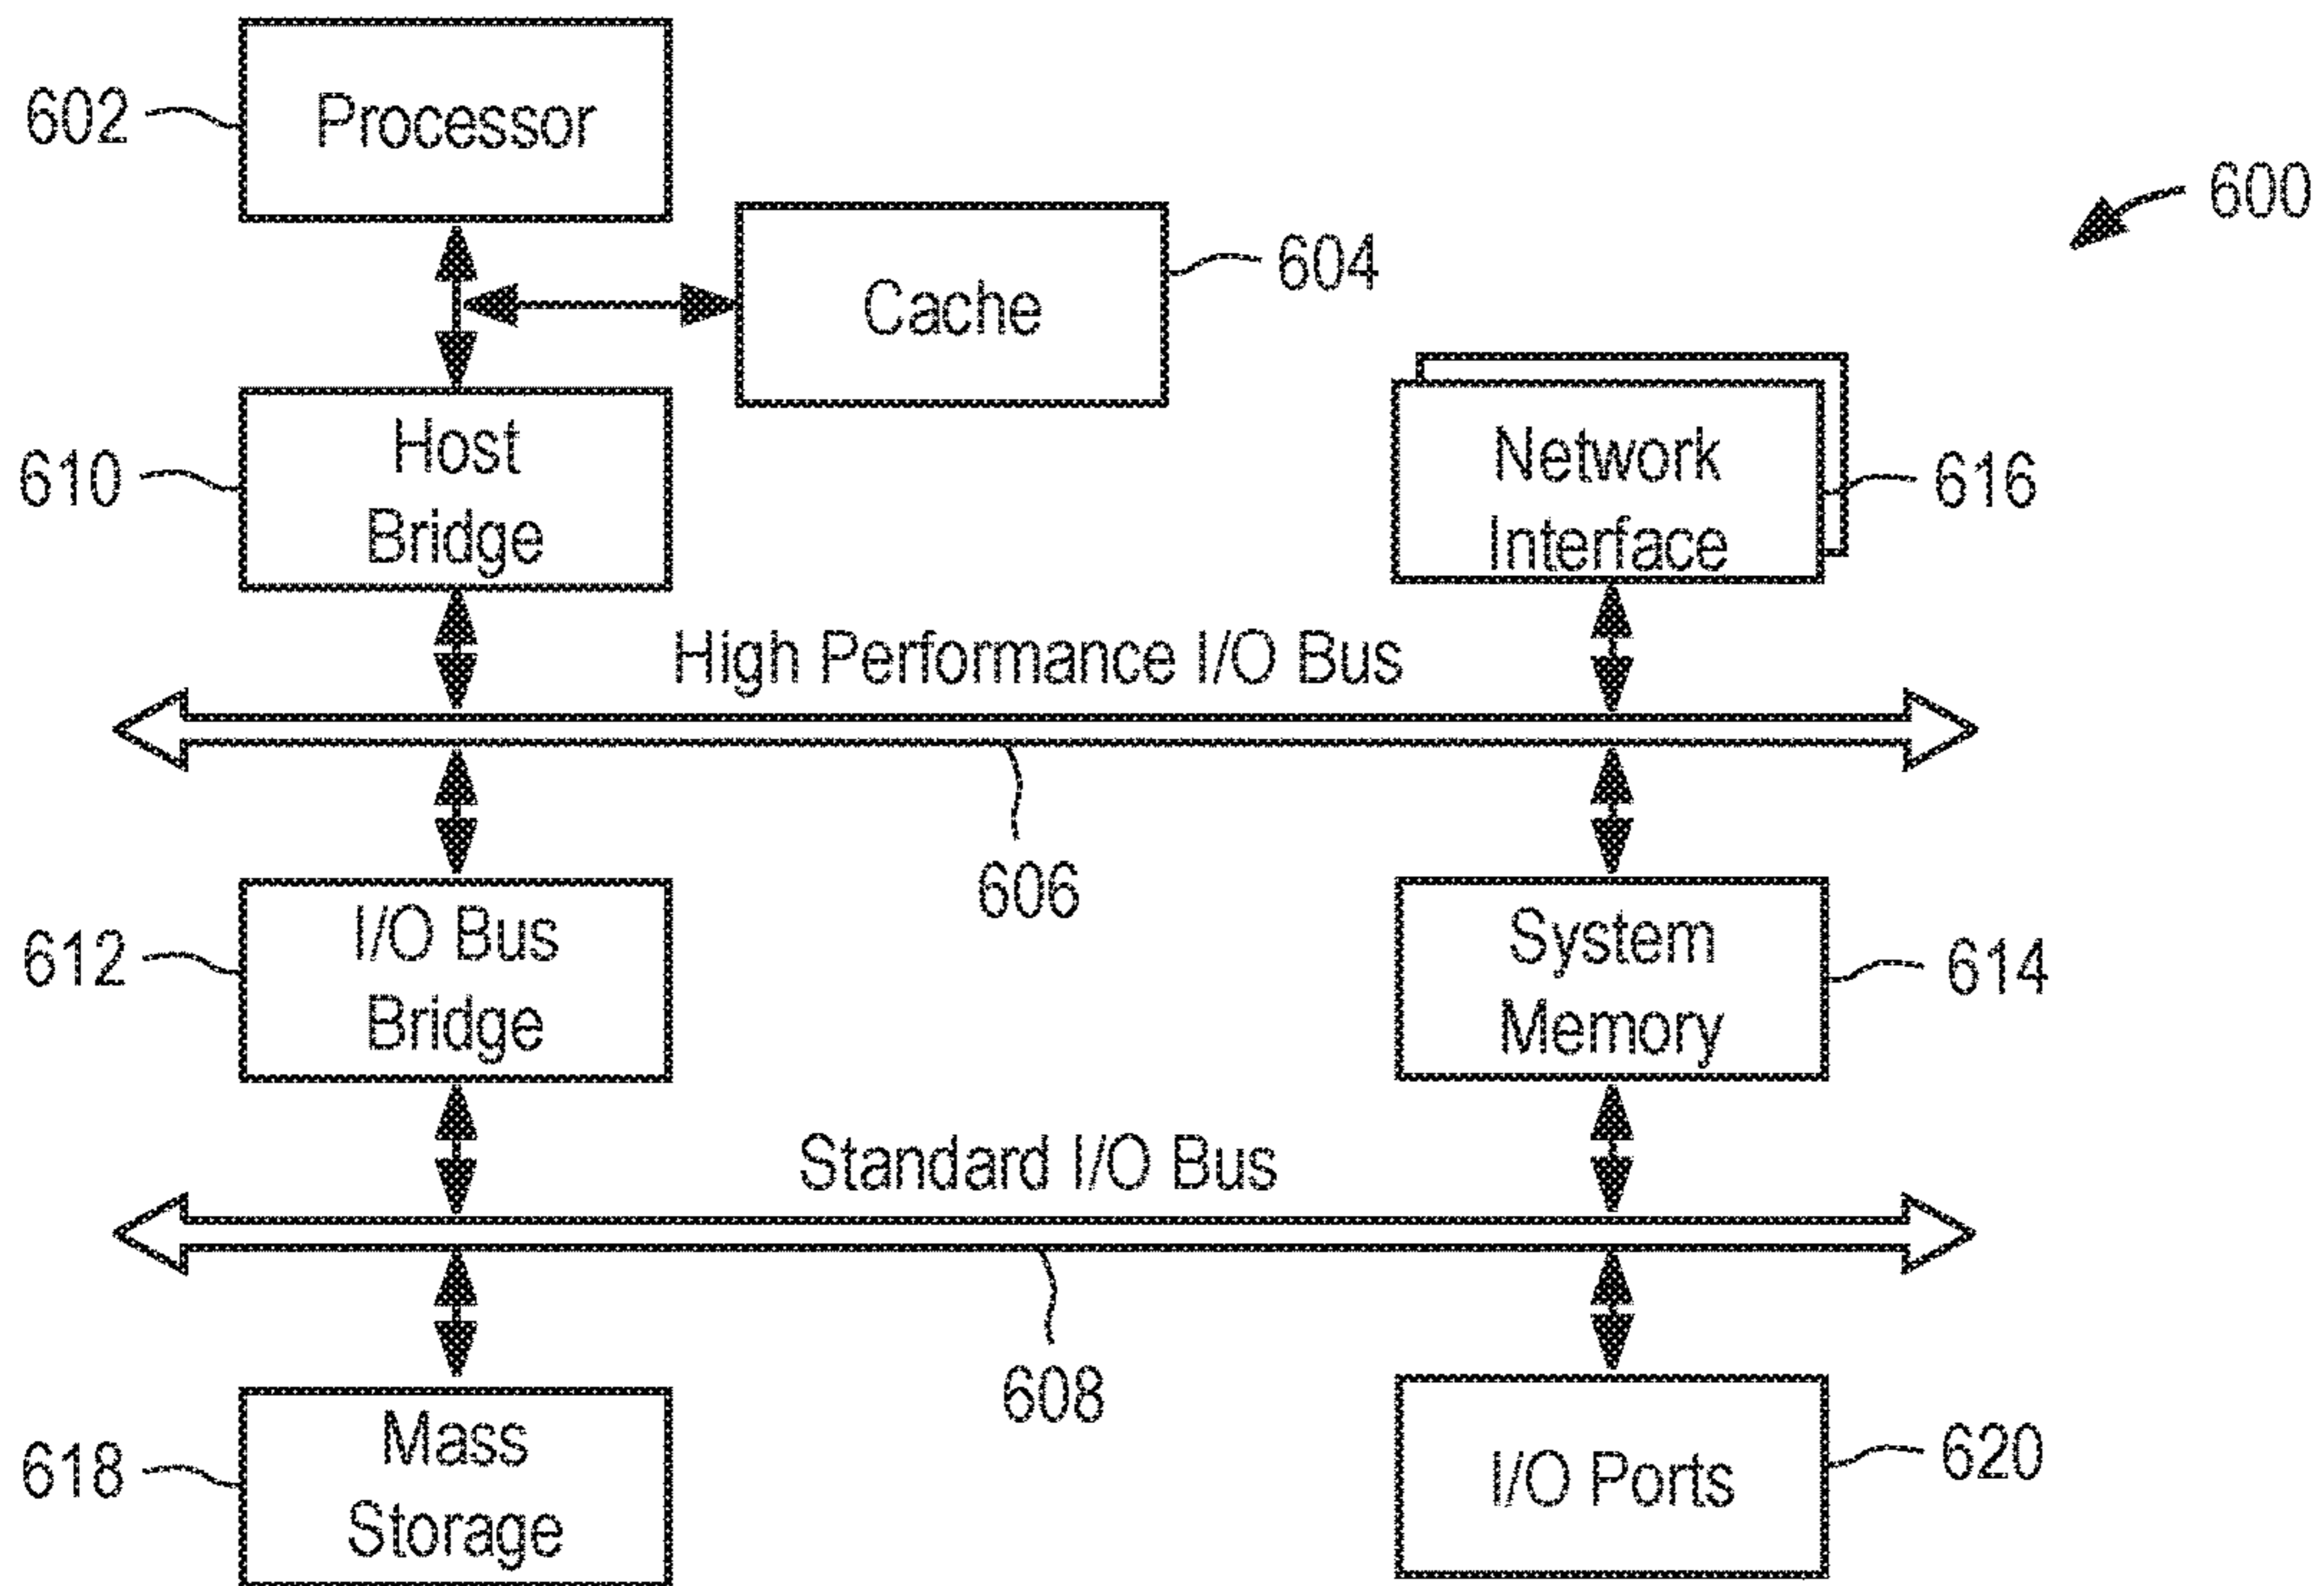 602
Processor
600
604
Cache
610
Host
Bridge
Network
Interface
616
High Performance I/O Bus
606
612
I/O Bus
Bridge
System
Memory
614
Standard I/O Bus
608
618
Mass
Storage
I/O Ports
620